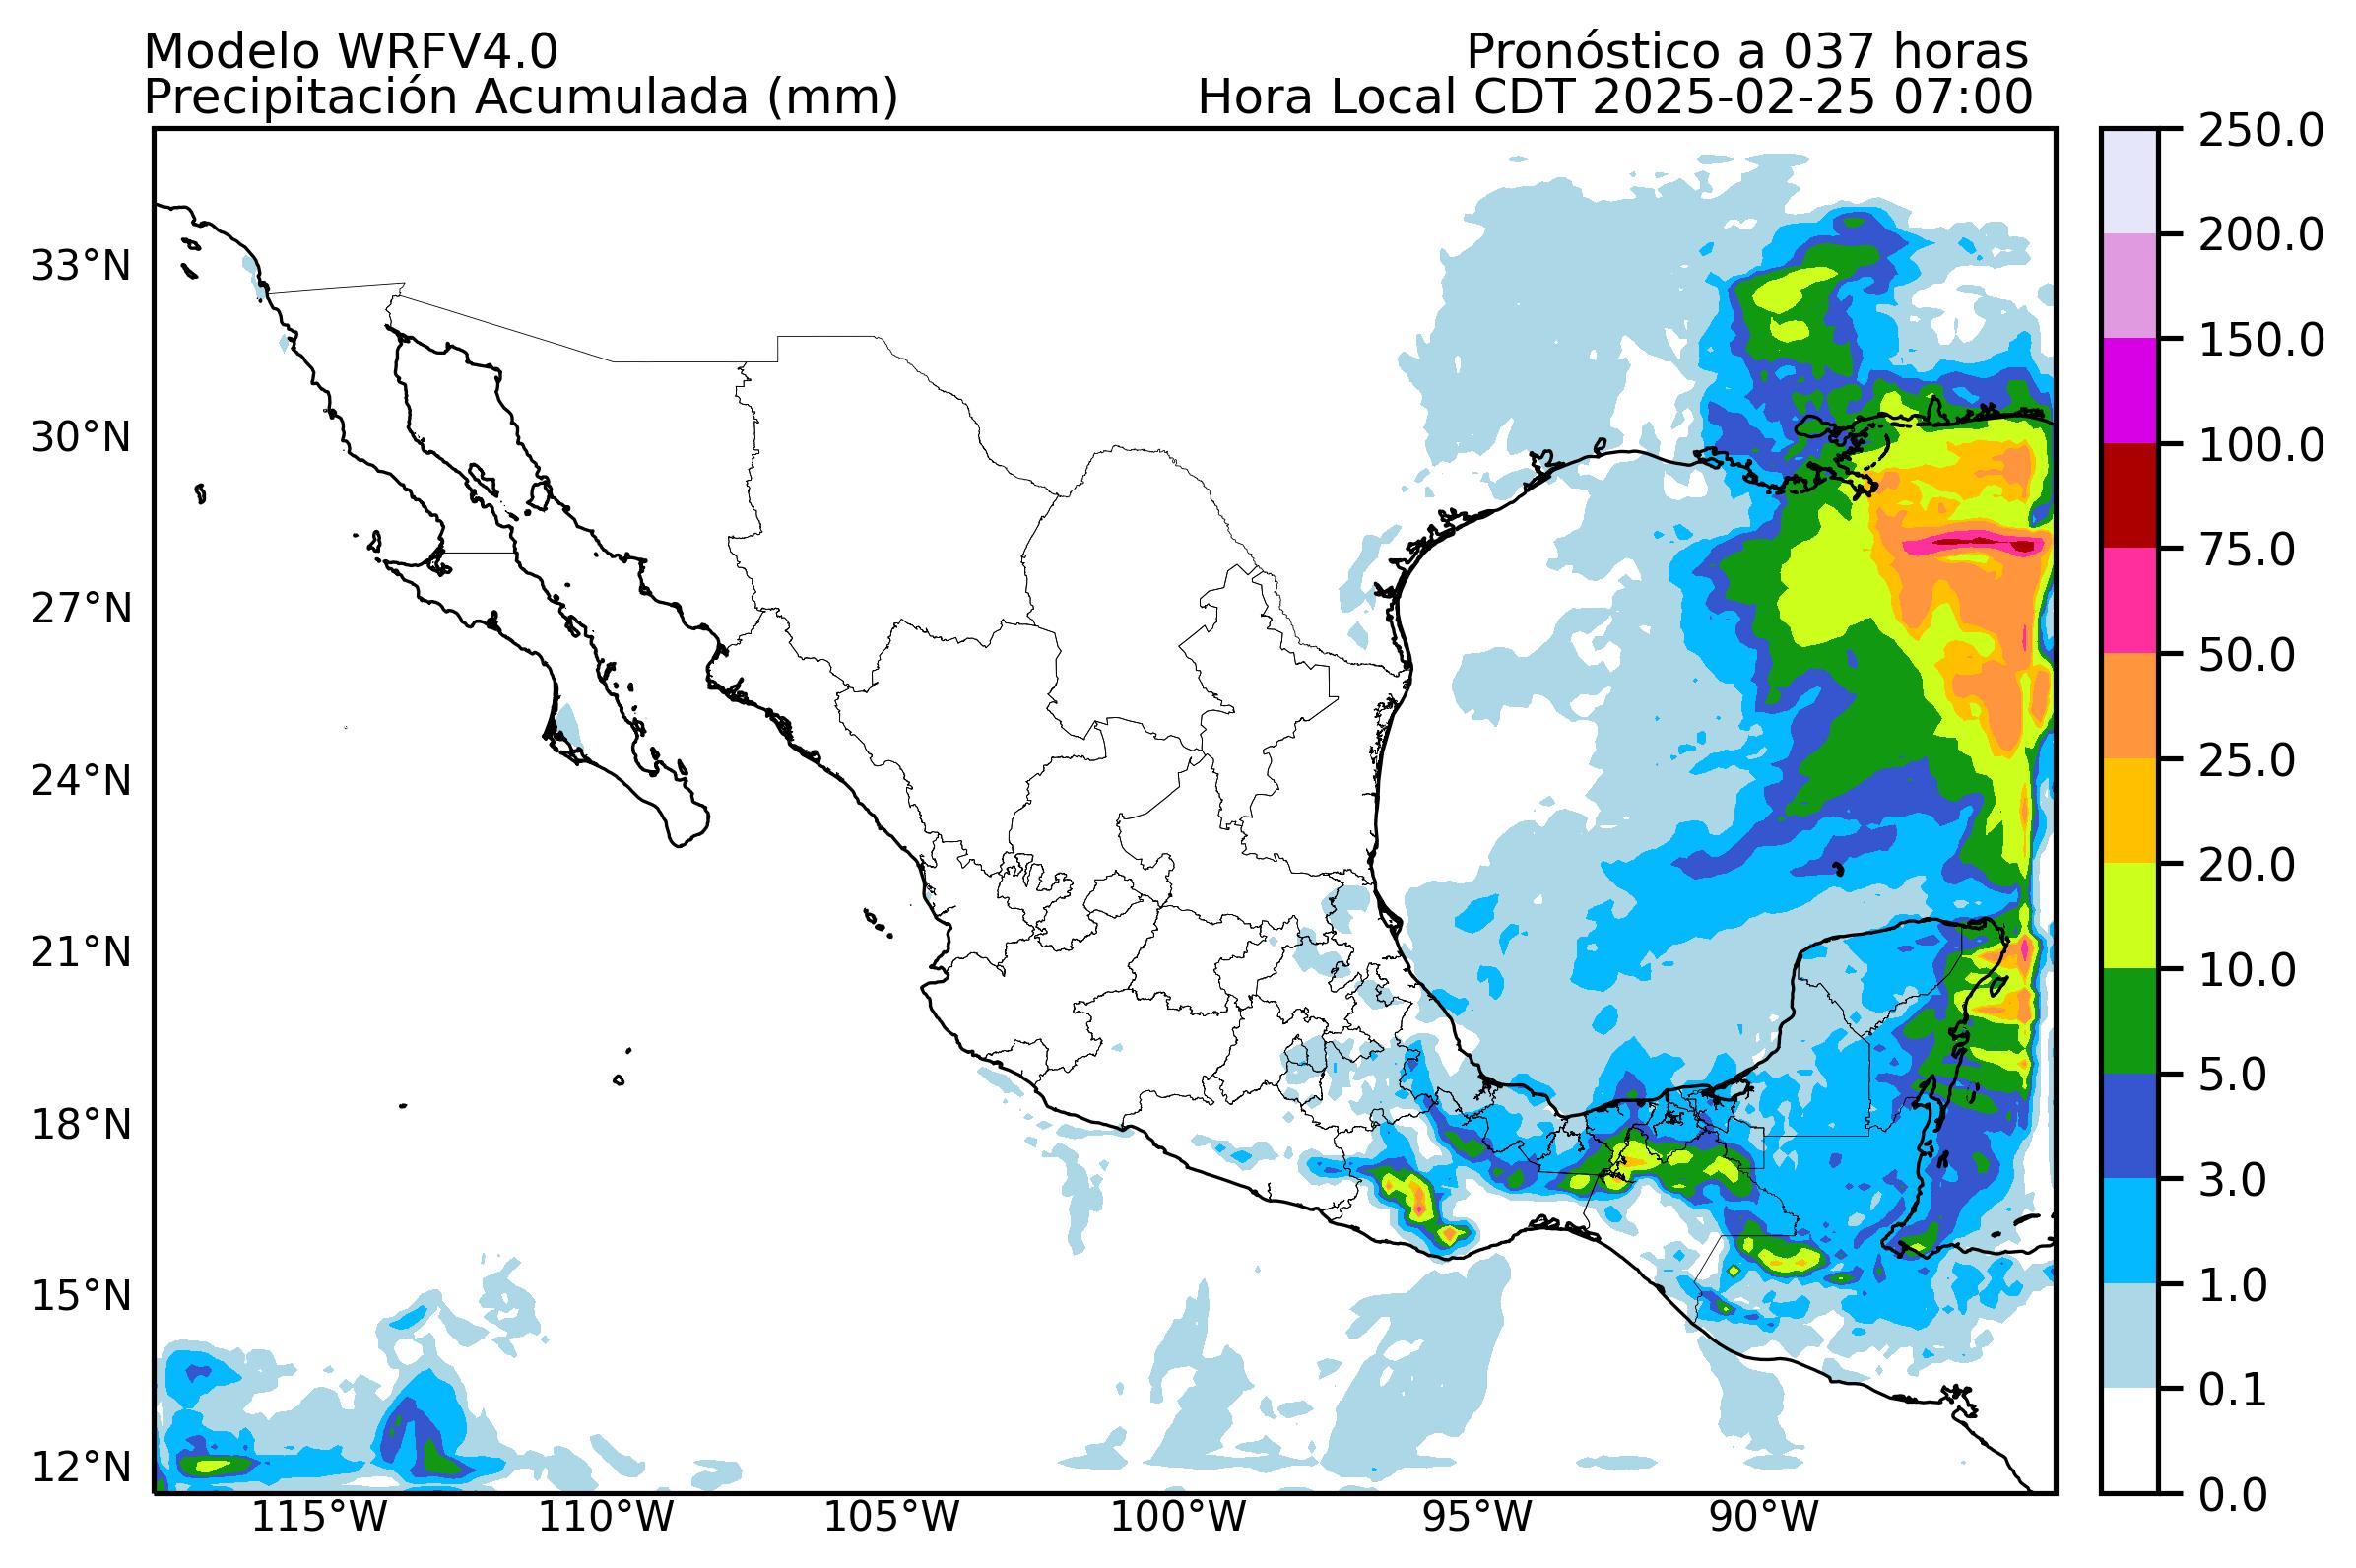 Modelo WRFV4.0
Pronóstico a 037 horas
Precipitación Acumulada (mm)
Hora Local CDT 2025-02-25 07:00
33°N
30°N
27°N
24°N
21°N
18°N
15°N
12°N
115°W
110°W
105°W
100°W
95°W
90°W
250.0
200.0
150.0
100.0
75.0
50.0
25.0
20.0
10.0
5.0
3.0
1.0
0.1
0.0